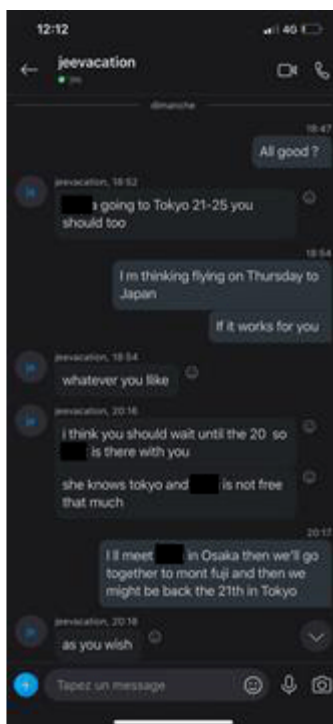 12:12
4G
jeevacation
dimanche
18:47
All good ?
jeevacation, 18:52
a going to Tokyo 21-25 you
should too
18:54
I m thinking flying on Thursday to
Japan
If it works for you
jeevacation, 18:54
whatever you llike
jeevacation, 20:16
i think you should wait until the 20 so
is there with you
she knows tokyo and is not free
that much
20:17
I ll meet in Osaka then we'll go
together to mont fuji and then we
might be back the 21th in Tokyo
jeevacation, 20:18
as you wish
Tapez un message